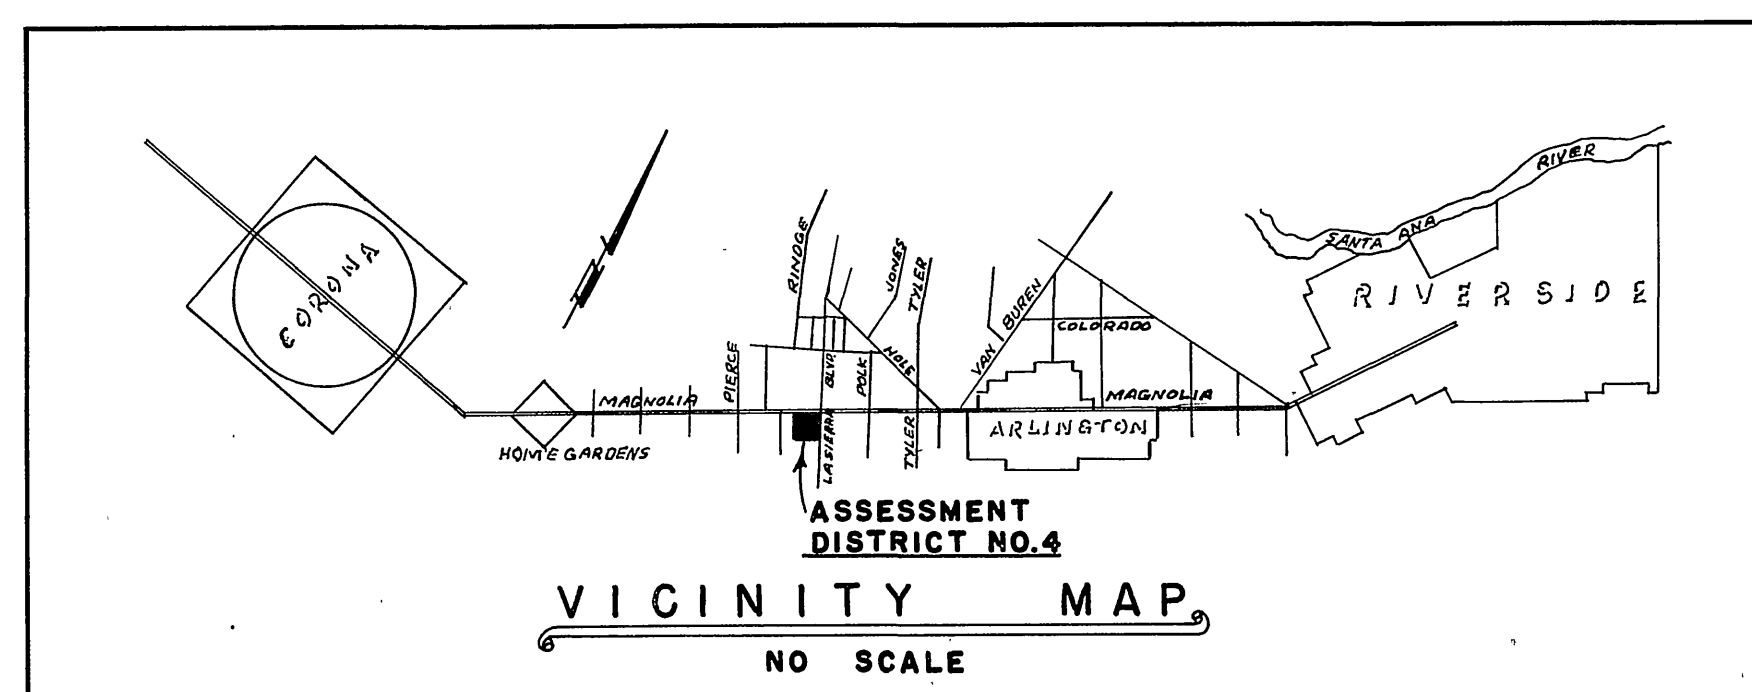 CORONA
N
RINDGE
JONES
TYLER
VAN BUREN
COLORADO
SANTA ANA RIVER
RIVERSIDE
PIERCE
BLVD.
POLK
HOLE
MAGNOLIA
MAGNOLIA
HOME GARDENS
LA SIERRA
TYLER
ARLINGTON
ASSESSMENT
DISTRICT NO.4
VICINITY MAP
NO SCALE